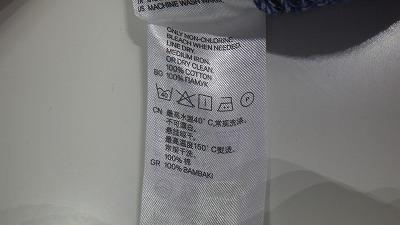 US MACHINE WASH WARM
ONLY NON-CHLORINE
BLEACH WHEN NEEDED
LINE DRY
MEDIUM IRON.
OR DRY CLEAN.
100% COTTON
BG 100% ПАМУК
40 P
CN 最高水温40°C,常规洗涤.
不可漂白.
悬挂晾干.
最高温度150°C熨烫.
常规干洗.
100% 棉
GR 100% ΒΑΜΒΑΚΙ